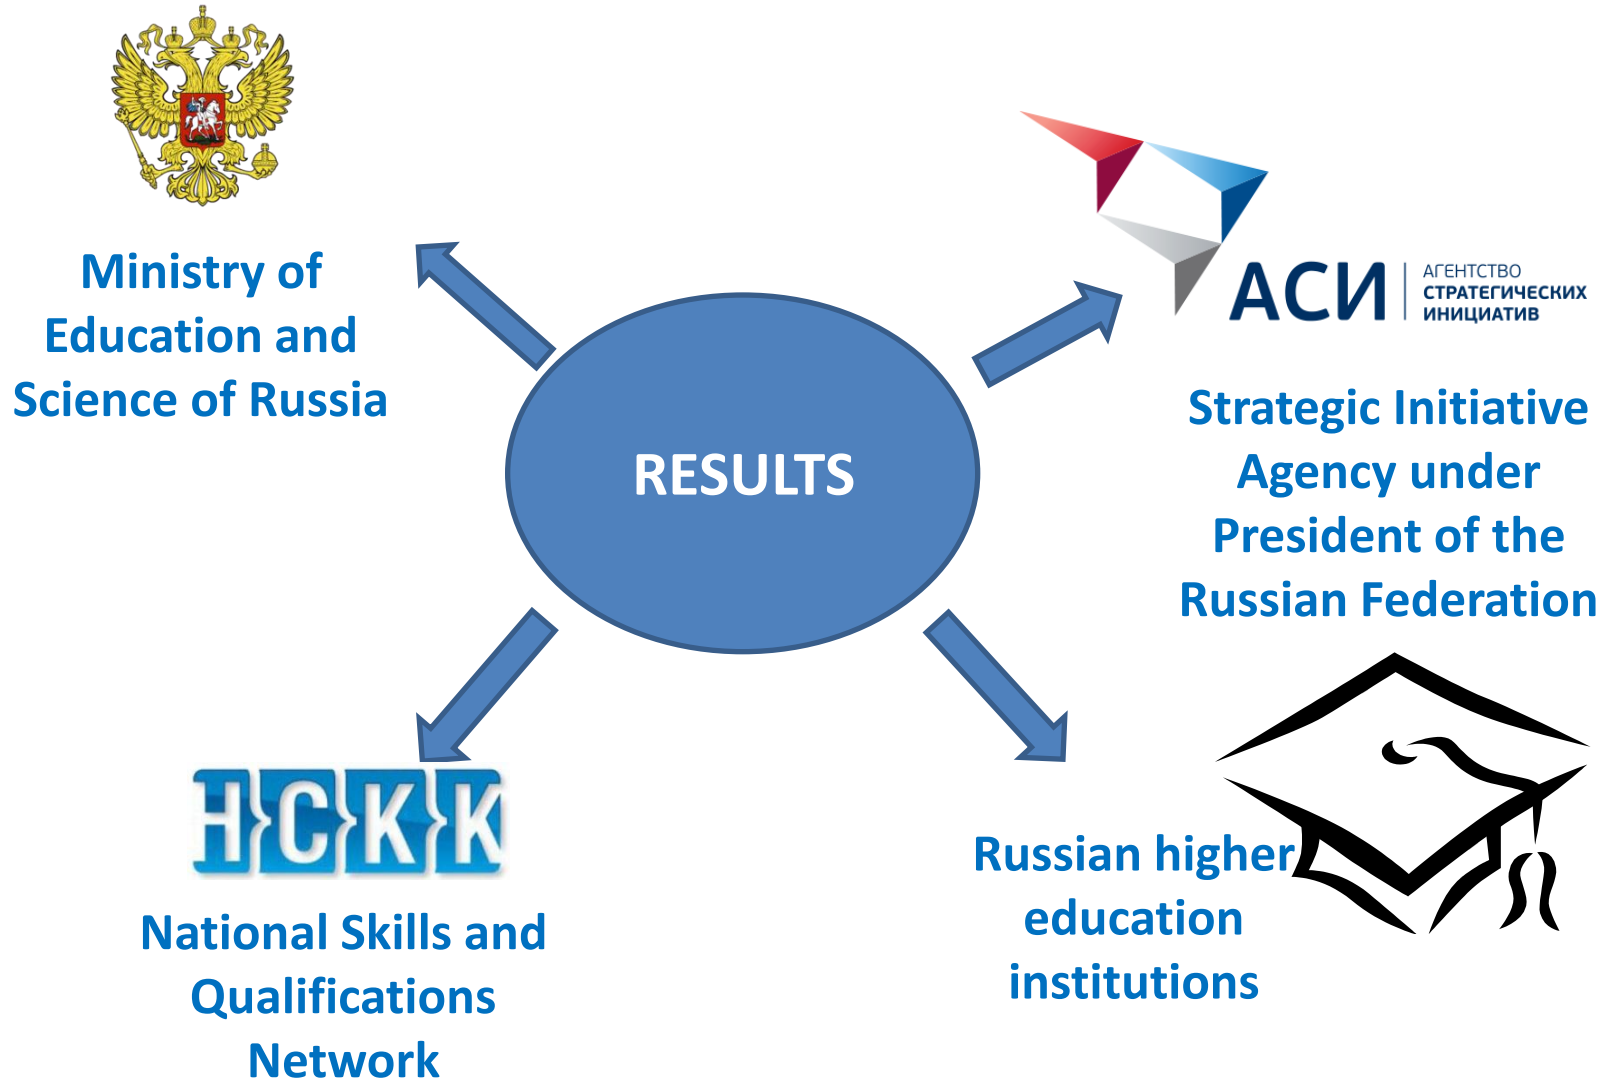 Ministry of
Education and
Science of Russia
АСИ
АГЕНТСТВО
СТРАТЕГИЧЕСКИХ
ИНИЦИАТИВ
Strategic Initiative
Agency under
President of the
Russian Federation
RESULTS
НСКК
National Skills and
Qualifications
Network
Russian higher
education
institutions